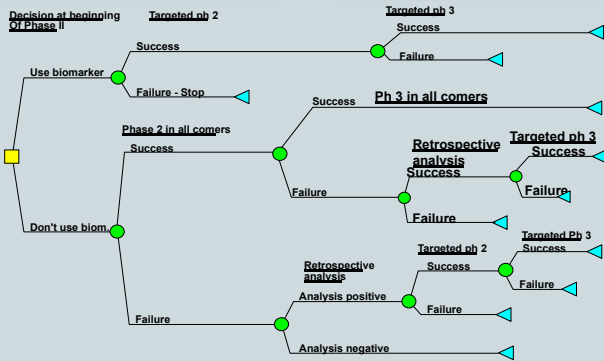 Decision at beginning
Of Phase II
Targeted ph 2
Targeted ph 3
Success
Success
Failure
Use biomarker
Failure - Stop
Phase 2 in all comers
Success
Success
Ph 3 in all comers
Retrospective
analysis
Targeted ph 3
Success
Success
Failure
Failure
Failure
Don't use biom.
Retrospective
analysis
Targeted ph 2
Targeted Ph 3
Success
Success
Failure
Analysis positive
Failure
Failure
Analysis negative